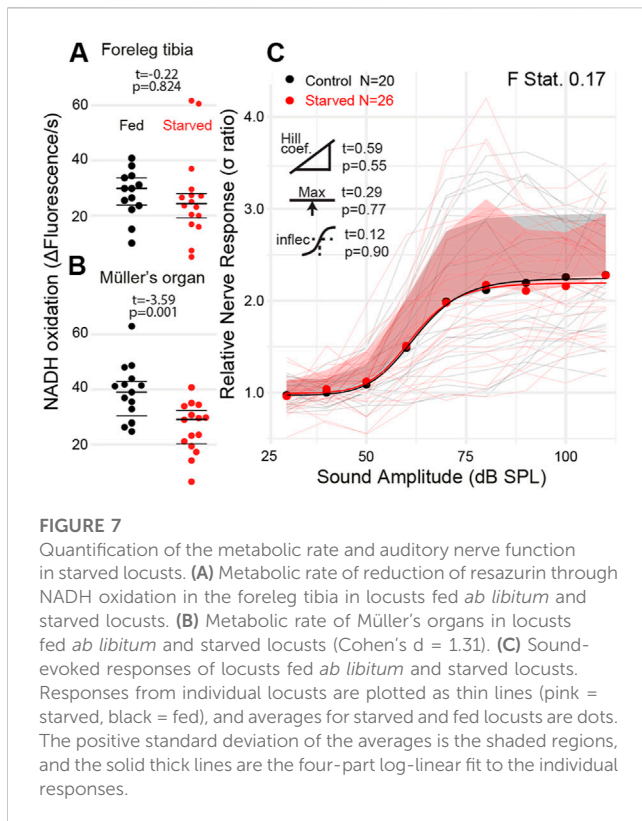 A Foreleg tibia
t=-0.22
p=0.824
Fed Starved
60
40
20
NADH oxidation (ΔFluorescence/s)
B Müller's organ
t=-3.59
p=0.001
60
40
20
C
Control N=20
Starved N=26
F Stat. 0.17
Hill coef.
t=0.59
p=0.55
Max
t=0.29
p=0.77
inflec
t=0.12
p=0.90
Relative Nerve Response (σ ratio)
4.0
3.0
2.0
1.0
25 50 75 100
Sound Amplitude (dB SPL)
FIGURE 7
Quantification of the metabolic rate and auditory nerve function
in starved locusts. (A) Metabolic rate of reduction of resazurin through
NADH oxidation in the foreleg tibia in locusts fed ab libitum and
starved locusts. (B) Metabolic rate of Müller's organs in locusts
fed ab libitum and starved locusts (Cohen's d = 1.31). (C) Sound-
evoked responses of locusts fed ab libitum and starved locusts.
Responses from individual locusts are plotted as thin lines (pink =
starved, black = fed), and averages for starved and fed locusts are dots.
The positive standard deviation of the averages is the shaded regions,
and the solid thick lines are the four-part log-linear fit to the individual
responses.